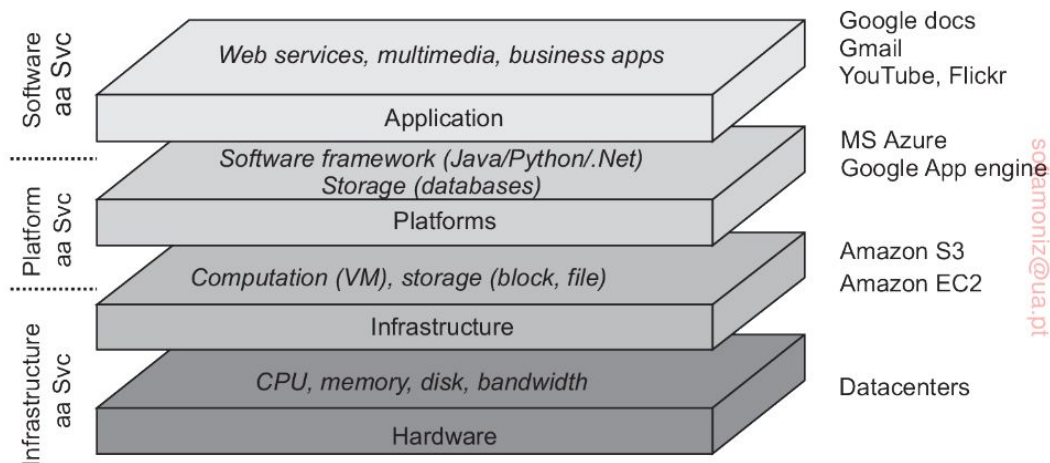 Software
aa Svc
Web services, multimedia, business apps
Application
Google docs
Gmail
YouTube, Flickr
Platform
aa Svc
Software framework (Java/Python/.Net)
Storage (databases)
Platforms
MS Azure
Google App engine
Infrastructure
aa Svc
Computation (VM), storage (block, file)
Infrastructure
Amazon S3
Amazon EC2
CPU, memory, disk, bandwidth
Hardware
Datacenters
sofiamoniz@ua.pt